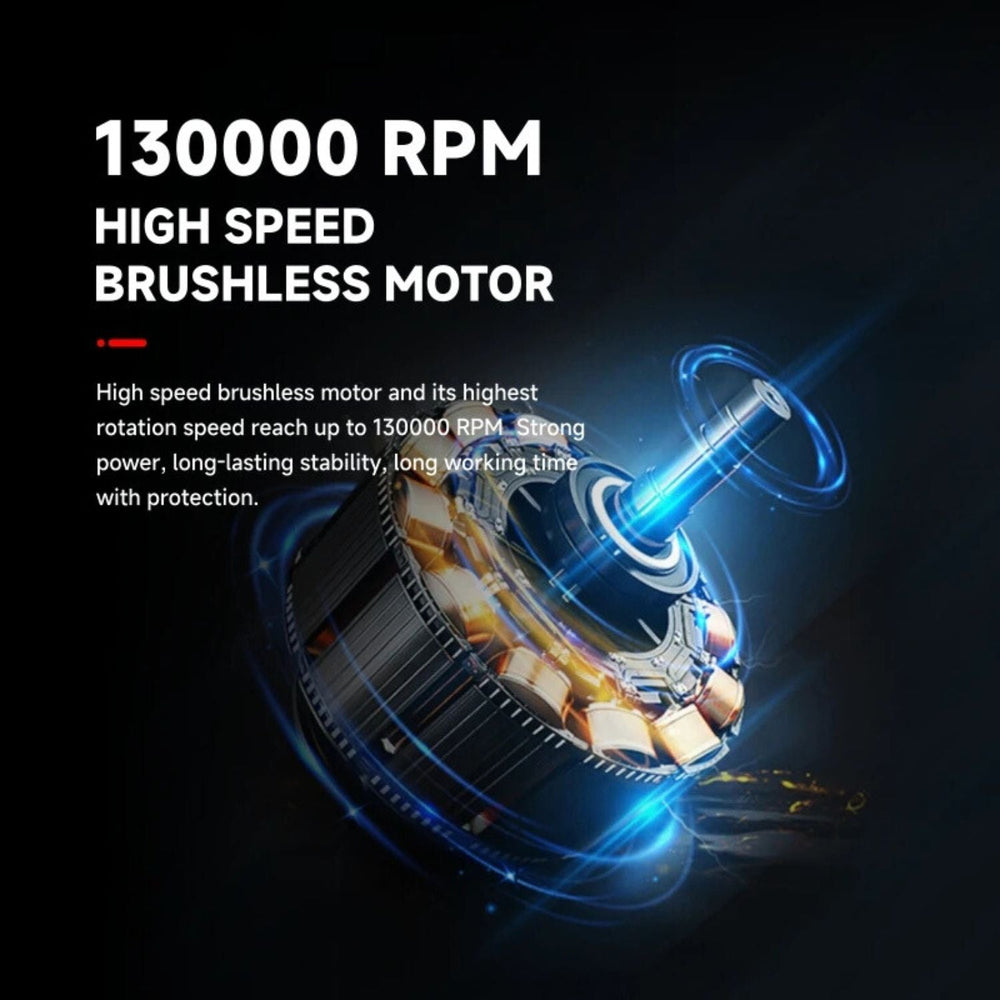 130000 RPM
HIGH SPEED
BRUSHLESS MOTOR
High speed brushless motor and its highest
rotation speed reach up to 130000 RPM Strong
power, long-lasting stability, long working time
with protection.